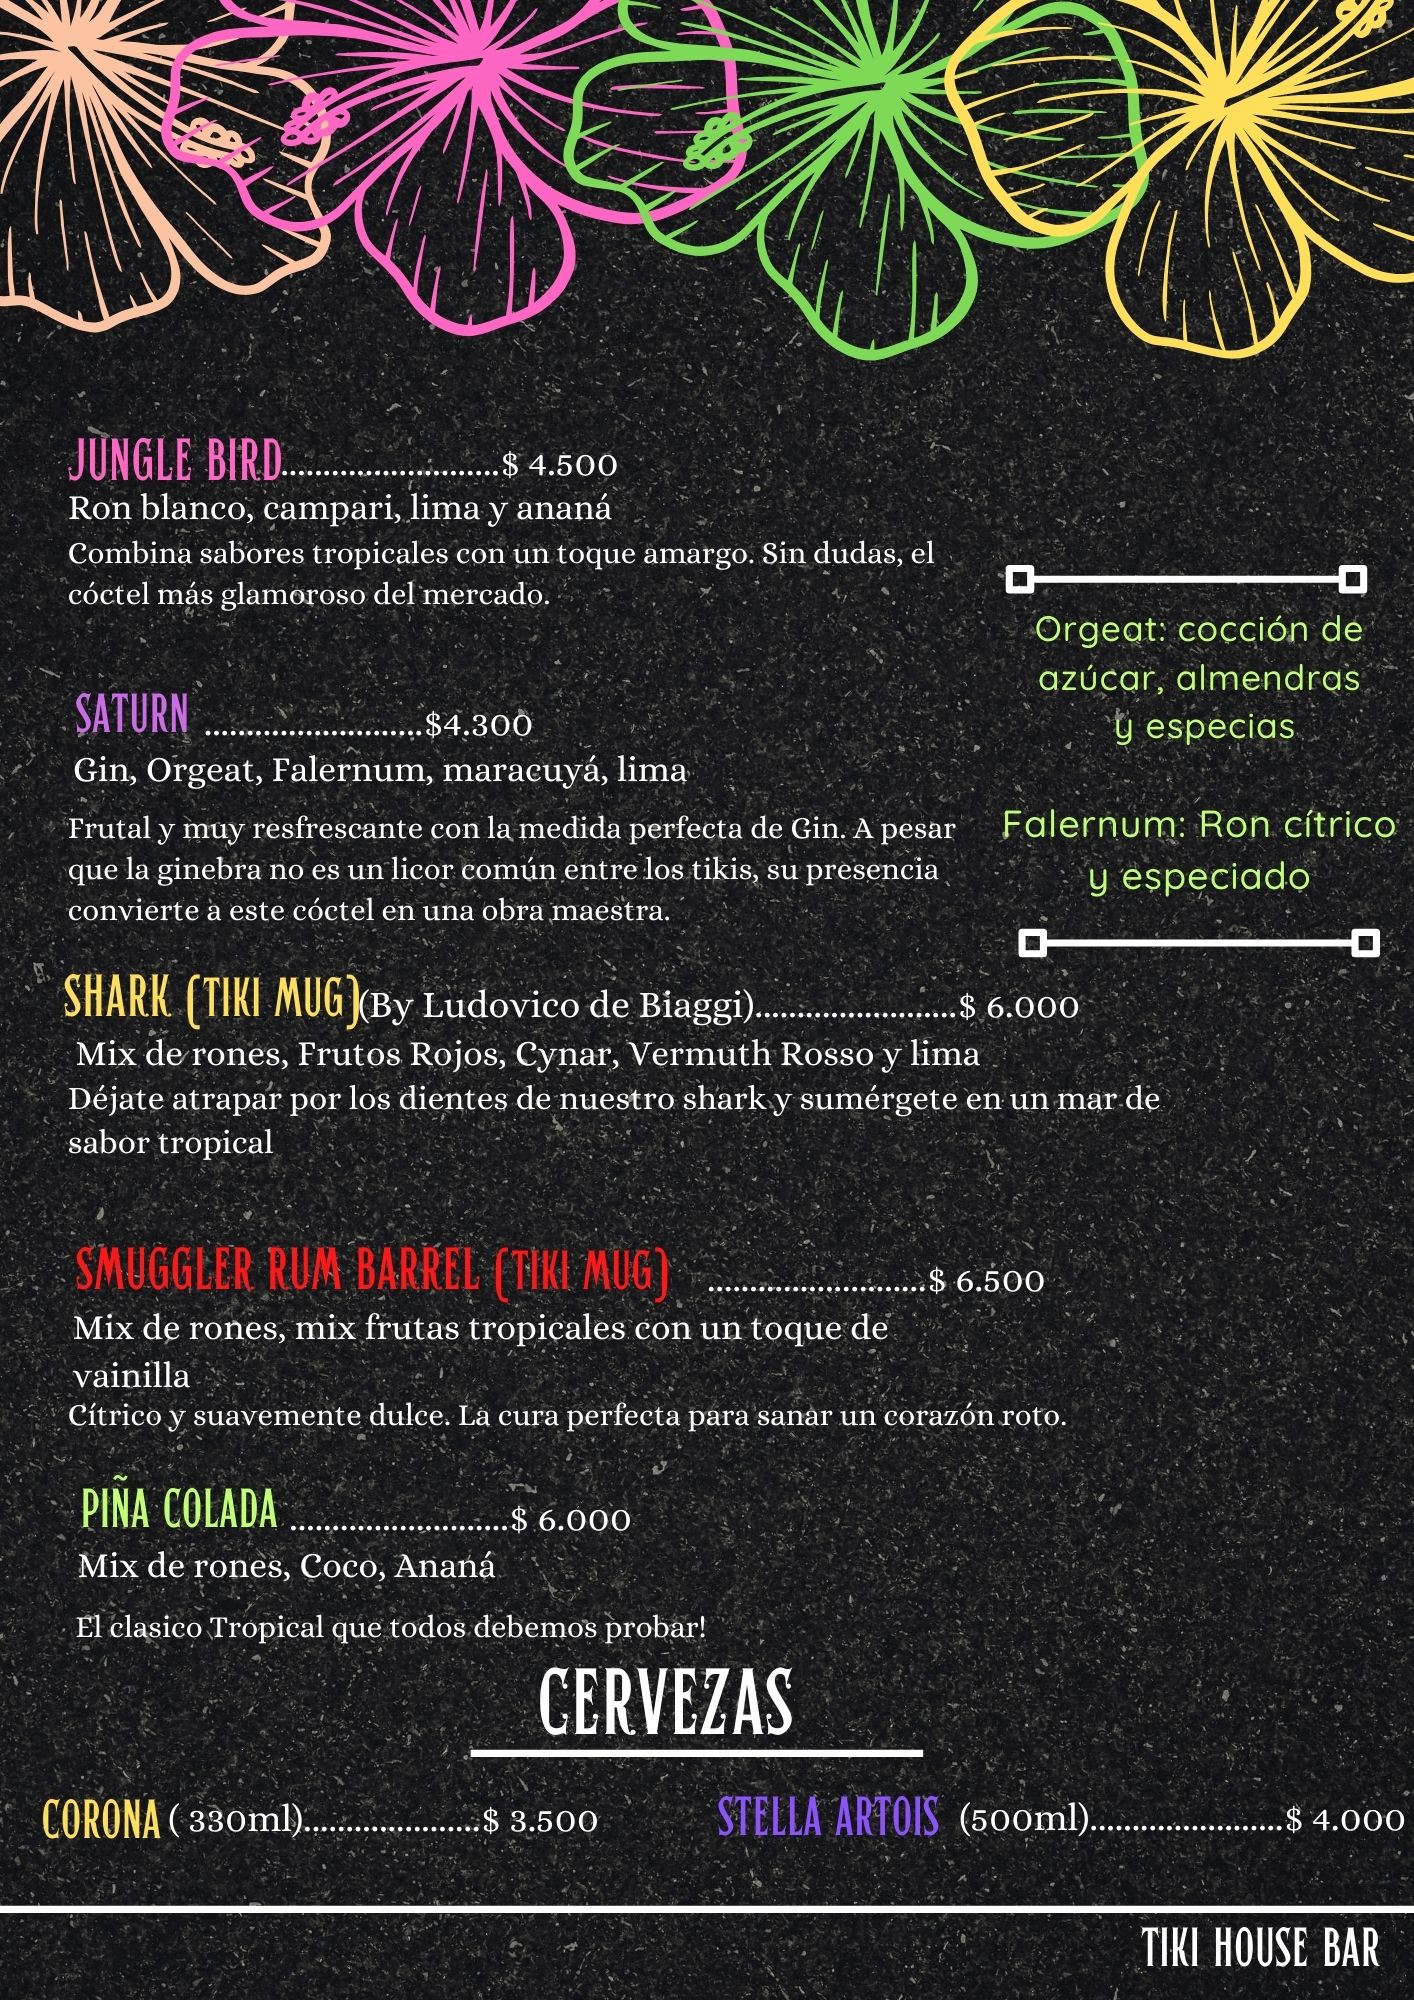 JUNGLE BIRD..........................$ 4.500
Ron blanco, campari, lima y ananá
Combina sabores tropicales con un toque amargo. Sin dudas, el
cóctel más glamoroso del mercado.
Orgeat: cocción de
azúcar, almendras
y especias
SATURN ..........................$4.300
Gin, Orgeat, Falernum, maracuyá, lima
Frutal y muy resfrescante con la medida perfecta de Gin. A pesar
que la ginebra no es un licor común entre los tikis, su presencia
convierte a este cóctel en una obra maestra.
Falernum: Ron cítrico
y especiado
SHARK (TIKI MUG)(By Ludovico de Biaggi)........................$ 6.000
Mix de rones, Frutos Rojos, Cynar, Vermuth Rosso y lima
Déjate atrapar por los dientes de nuestro shark y sumérgete en un mar de
sabor tropical
SMUGGLER RUM BARREL (TIKI MUG) ..........................$ 6.500
Mix de rones, mix frutas tropicales con un toque de
vainilla
Cítrico y suavemente dulce. La cura perfecta para sanar un corazón roto.
PIÑA COLADA ..........................$ 6.000
Mix de rones, Coco, Ananá
El clasico Tropical que todos debemos probar!
CERVEZAS
CORONA ( 330ml).....................$ 3.500
STELLA ARTOIS (500ml).......................$ 4.000
TIKI HOUSE BAR